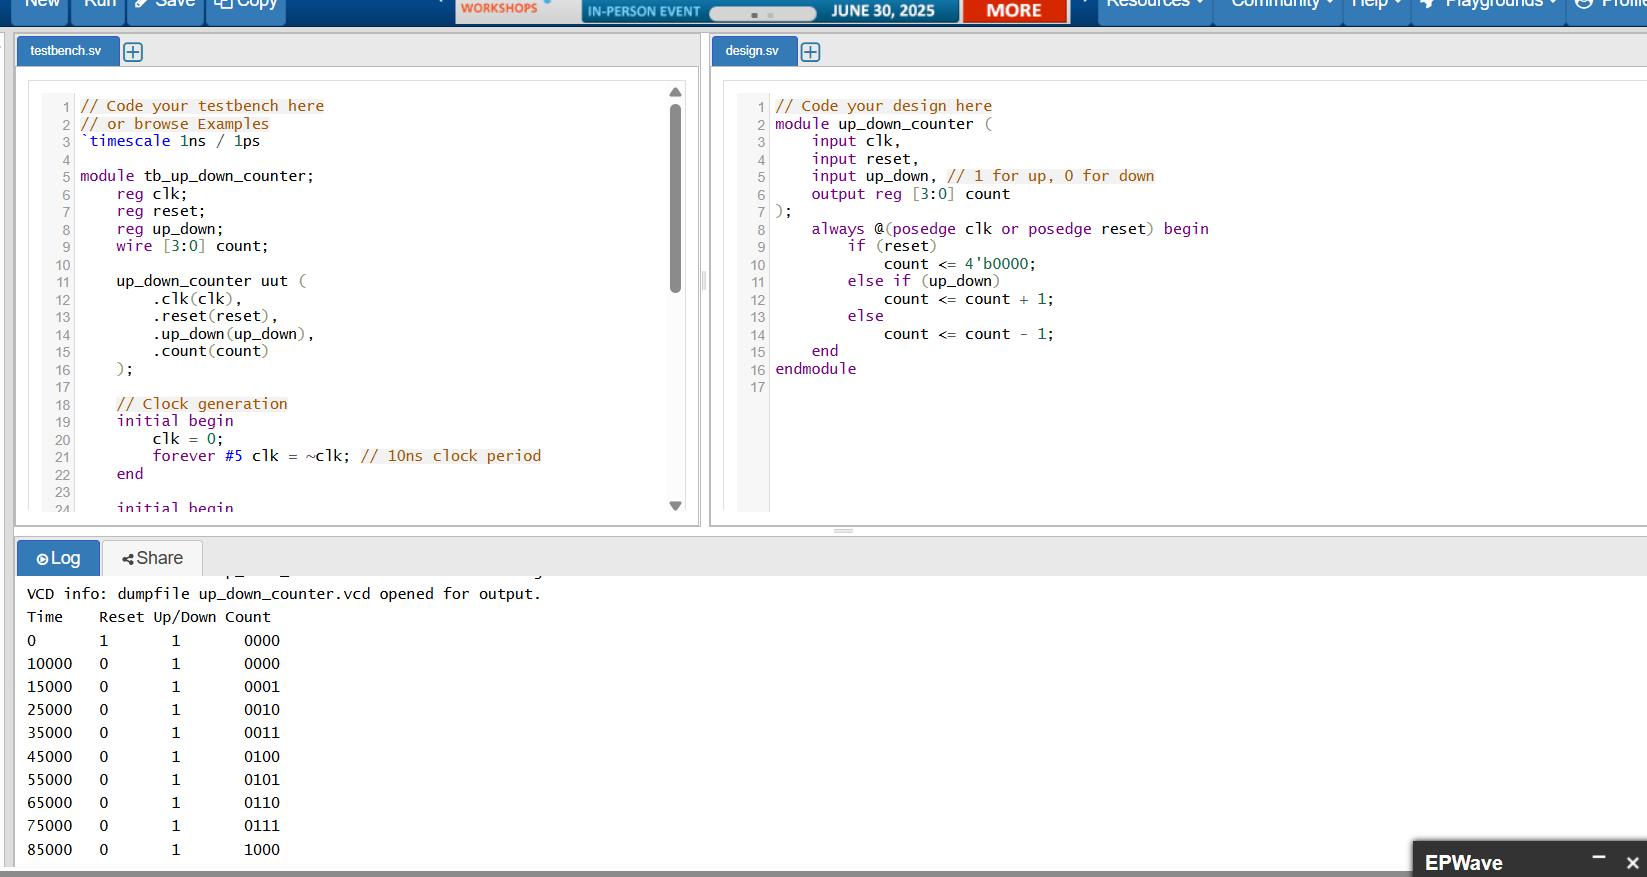 New Run Save Copy
WORKSHOPS
IN-PERSON EVENT JUNE 30, 2025 MORE
Resources Community Help Playgrounds
testbench.sv
1 // Code your testbench here
2 // or browse Examples
3 `timescale 1ns / 1ps
4
5 module tb_up_down_counter;
6 reg clk;
7 reg reset;
8 reg up_down;
9 wire [3:0] count;
10
11 up_down_counter uut (
12 .clk(clk),
13 .reset(reset),
14 .up_down(up_down),
15 .count(count)
16 );
17
18 // Clock generation
19 initial begin
20 clk = 0;
21 forever #5 clk = ~clk; // 10ns clock period
22 end
23
24 initial begin
design.sv
1 // Code your design here
2 module up_down_counter (
3 input clk,
4 input reset,
5 input up_down, // 1 for up, 0 for down
6 output reg [3:0] count
7 );
8 always @(posedge clk or posedge reset) begin
9 if (reset)
10 count <= 4'b0000;
11 else if (up_down)
12 count <= count + 1;
13 else
14 count <= count - 1;
15 end
16 endmodule
17
Log Share
VCD info: dumpfile up_down_counter.vcd opened for output.
Time Reset Up/Down Count
0 1 1 0000
10000 0 1 0000
15000 0 1 0001
25000 0 1 0010
35000 0 1 0011
45000 0 1 0100
55000 0 1 0101
65000 0 1 0110
75000 0 1 0111
85000 0 1 1000
EPWave